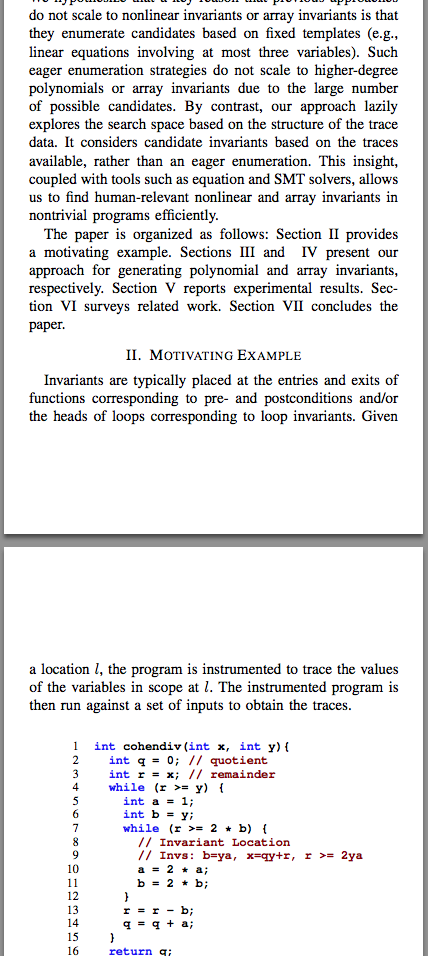 we hypothesize that a key reason that previous approaches
do not scale to nonlinear invariants or array invariants is that
they enumerate candidates based on fixed templates (e.g.,
linear equations involving at most three variables). Such
eager enumeration strategies do not scale to higher-degree
polynomials or array invariants due to the large number
of possible candidates. By contrast, our approach lazily
explores the search space based on the structure of the trace
data. It considers candidate invariants based on the traces
available, rather than an eager enumeration. This insight,
coupled with tools such as equation and SMT solvers, allows
us to find human-relevant nonlinear and array invariants in
nontrivial programs efficiently.
The paper is organized as follows: Section II provides
a motivating example. Sections III and IV present our
approach for generating polynomial and array invariants,
respectively. Section V reports experimental results. Sec-
tion VI surveys related work. Section VII concludes the
paper.
II. MOTIVATING EXAMPLE
Invariants are typically placed at the entries and exits of
functions corresponding to pre- and postconditions and/or
the heads of loops corresponding to loop invariants. Given
a location l, the program is instrumented to trace the values
of the variables in scope at l. The instrumented program is
then run against a set of inputs to obtain the traces.
1 int cohendiv(int x, int y){
2 int q = 0; // quotient
3 int r = x; // remainder
4 while (r >= y) {
5 int a = 1;
6 int b = y;
7 while (r >= 2 * b) {
8 // Invariant Location
9 // Invs: b=ya, x=qy+r, r >= 2ya
10 a = 2 * a;
11 b = 2 * b;
12 }
13 r = r - b;
14 q = q + a;
15 }
16 return q;